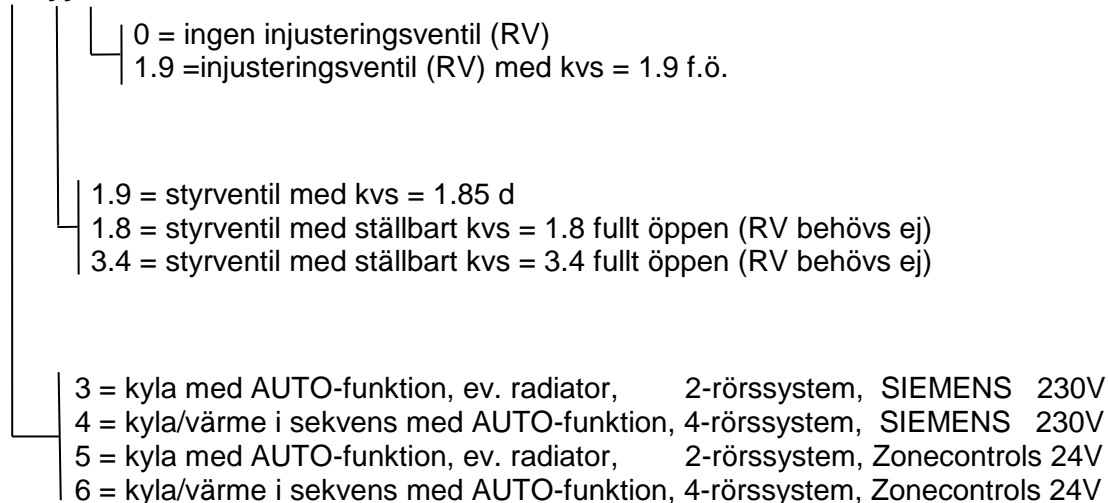 0 = ingen injusteringsventil (RV)
1.9 =injusteringsventil (RV) med kvs = 1.9 f.ö.
1.9 = styrventil med kvs = 1.85 d
1.8 = styrventil med ställbart kvs = 1.8 fullt öppen (RV behövs ej)
3.4 = styrventil med ställbart kvs = 3.4 fullt öppen (RV behövs ej)
3 = kyla med AUTO-funktion, ev. radiator, 2-rörssystem, SIEMENS 230V
4 = kyla/värme i sekvens med AUTO-funktion, 4-rörssystem, SIEMENS 230V
5 = kyla med AUTO-funktion, ev. radiator, 2-rörssystem, Zonecontrols 24V
6 = kyla/värme i sekvens med AUTO-funktion, 4-rörssystem, Zonecontrols 24V